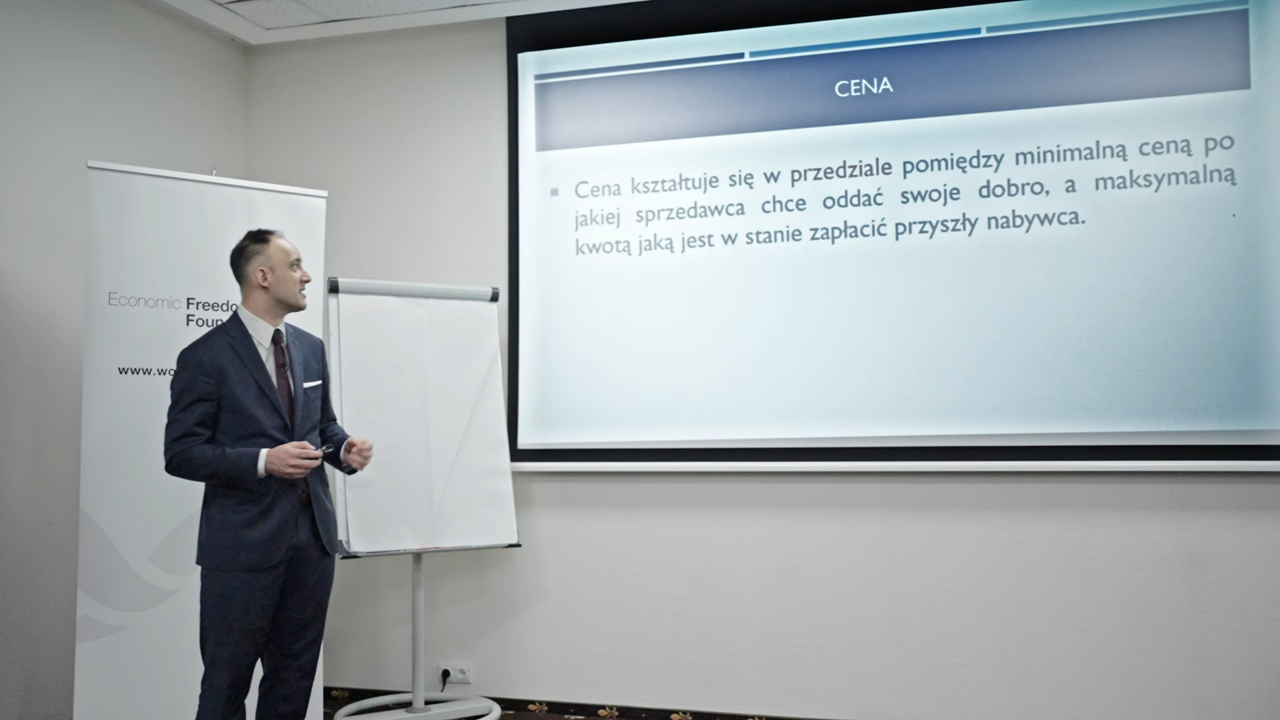 CENA
Cena kształtuje się w przedziale pomiędzy minimalną ceną po
jakiej sprzedawca chce oddać swoje dobro, a maksymalną
kwotą jaką jest w stanie zapłacić przyszły nabywca.
Economic Freedo
Foun
www.wo